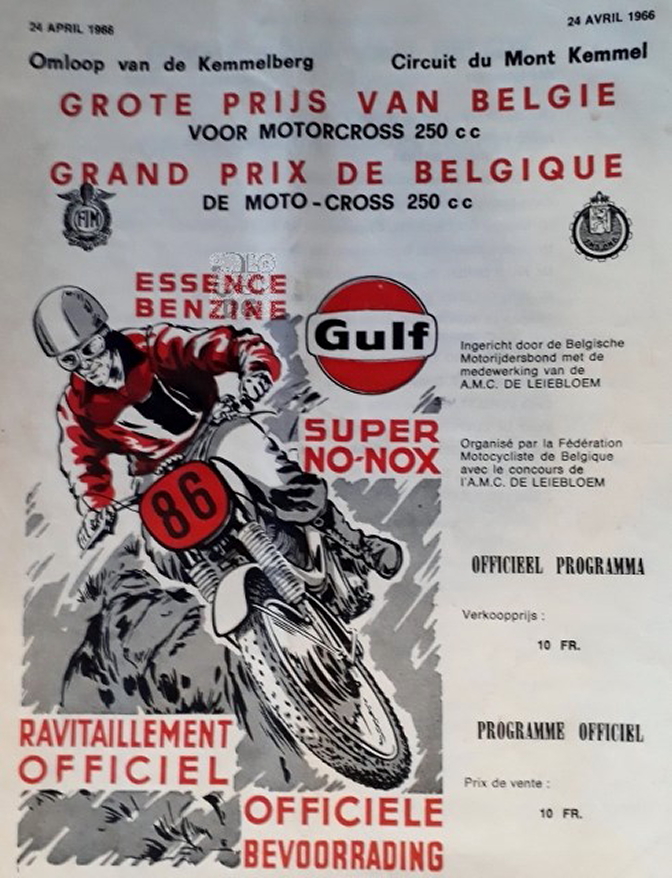 24 APRIL 1966
24 AVRIL 1966
Omloop van de Kemmelberg
Circuit du Mont Kemmel
GROTE PRIJS VAN BELGIE
VOOR MOTORCROSS 250 cc
GRAND PRIX DE BELGIQUE
DE MOTO-CROSS 250 cc
FIM
ESSENCE
BENZINE
Gulf
SUPER
NO-NOX
86
Ingericht door de Belgische
Motorijdersbond met de
medewerking van de
A.M.C. DE LEIEBLOEM
Organisé par la Fédération
Motocycliste de Belgique
avec le concours de
l'A.M.C. DE LEIEBLOEM
OFFICIEEL PROGRAMMA
Verkoopprijs :
10 FR.
PROGRAMME OFFICIEL
Prix de vente :
10 FR.
RAVITAILLEMENT
OFFICIEL
OFFICIELE
BEVOORRADING